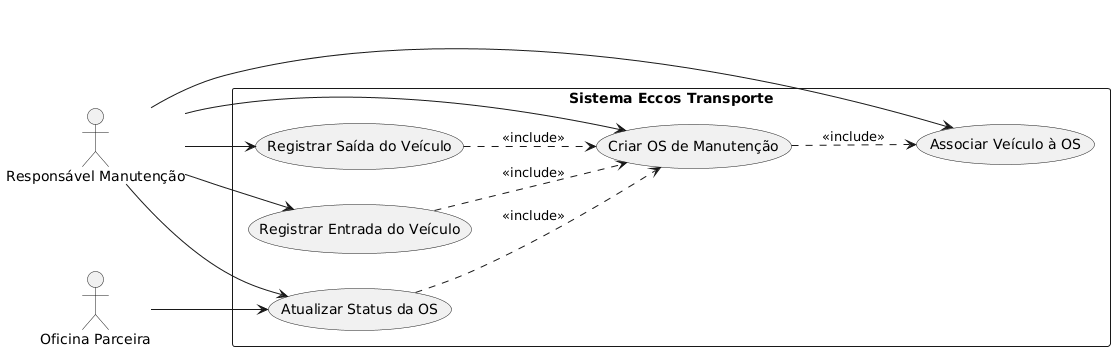 Sistema Eccos Transporte
Registrar Saída do Veículo
«include»
Criar OS de Manutenção
«include»
Associar Veículo à OS
Responsável Manutenção
«include»
Registrar Entrada do Veículo
«include»
Atualizar Status da OS
Oficina Parceira